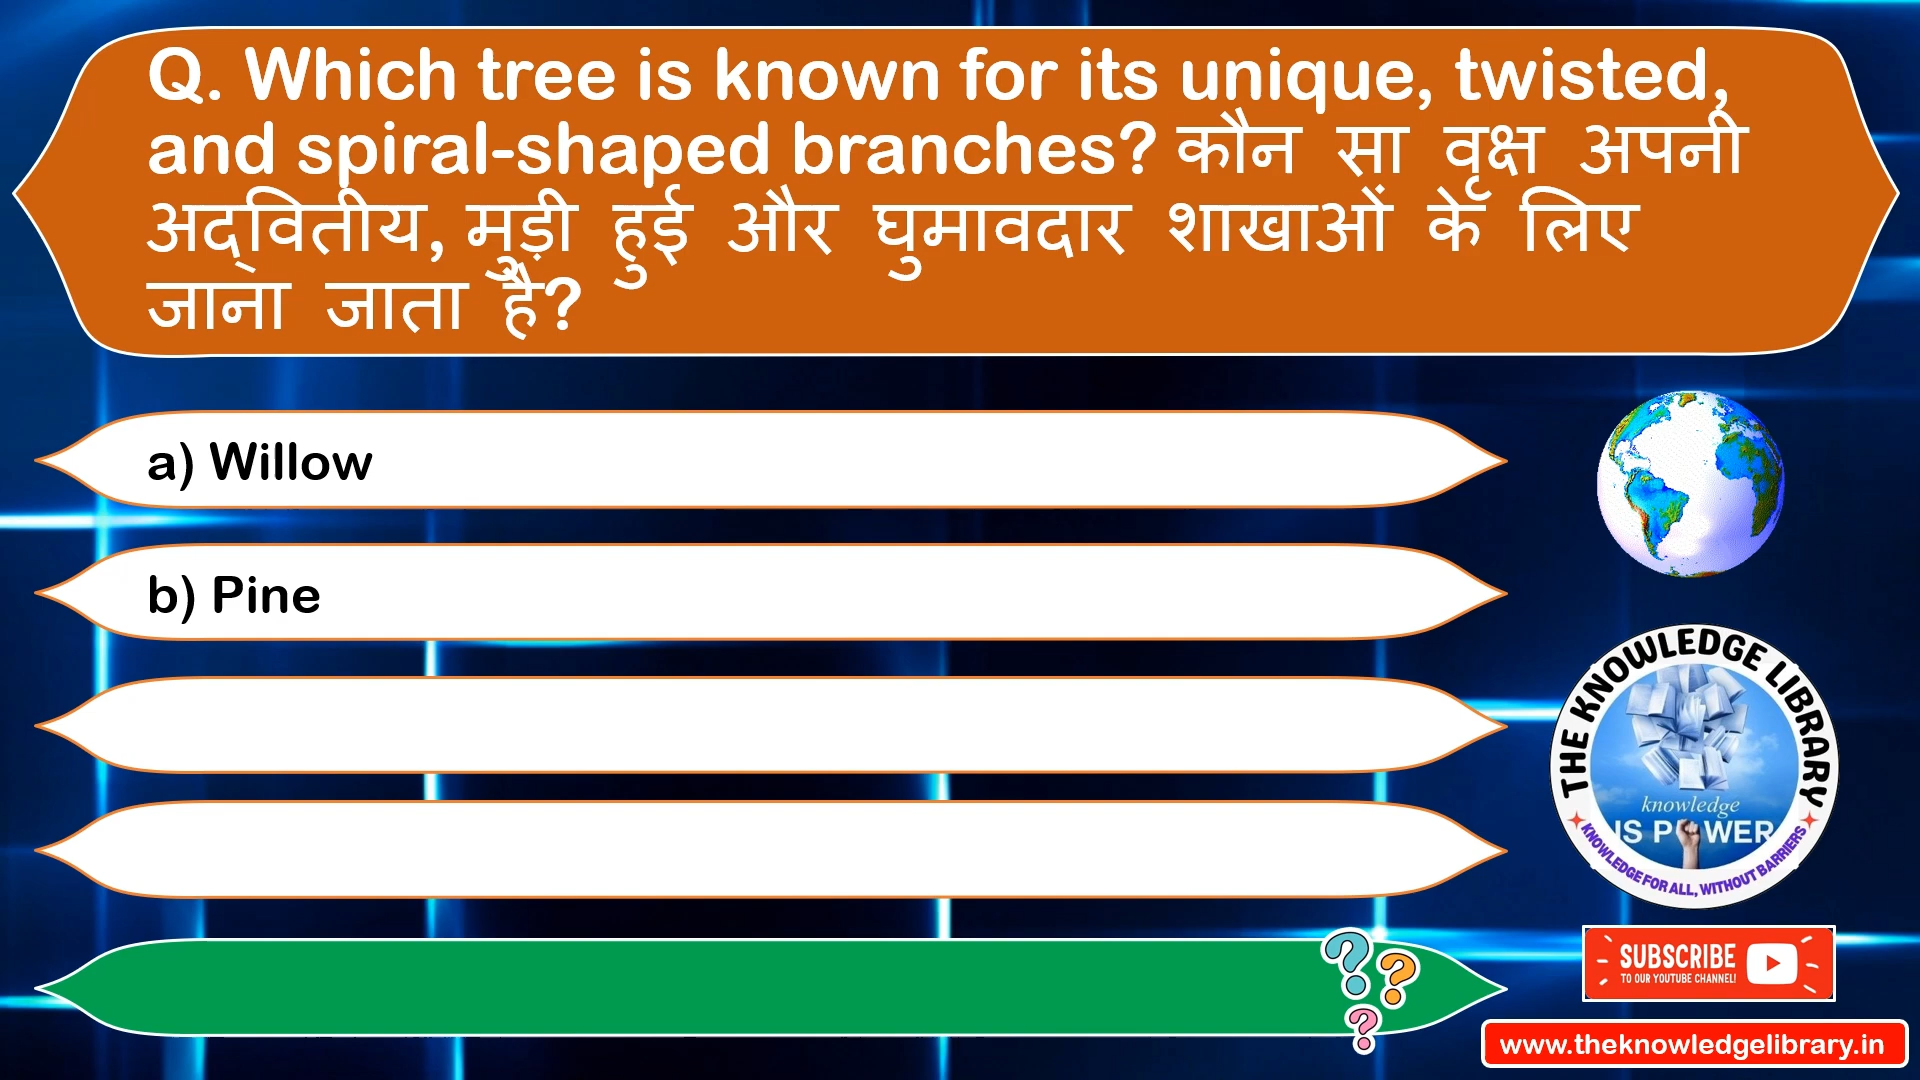 Q. Which tree is known for its unique, twisted,
and spiral-shaped branches? कौन सा वृक्ष अपनी
अद्वितीय, मुड़ी हुई और घुमावदार शाखाओं के लिए
जाना जाता है?
a) Willow
b) Pine
THE KNOWLEDGE LIBRARY
knowledge
IS POWER
KNOWLEDGE FOR ALL, WITHOUT BARRIERS
SUBSCRIBE
TO OUR YOUTUBE CHANNEL!
www.theknowledgelibrary.in